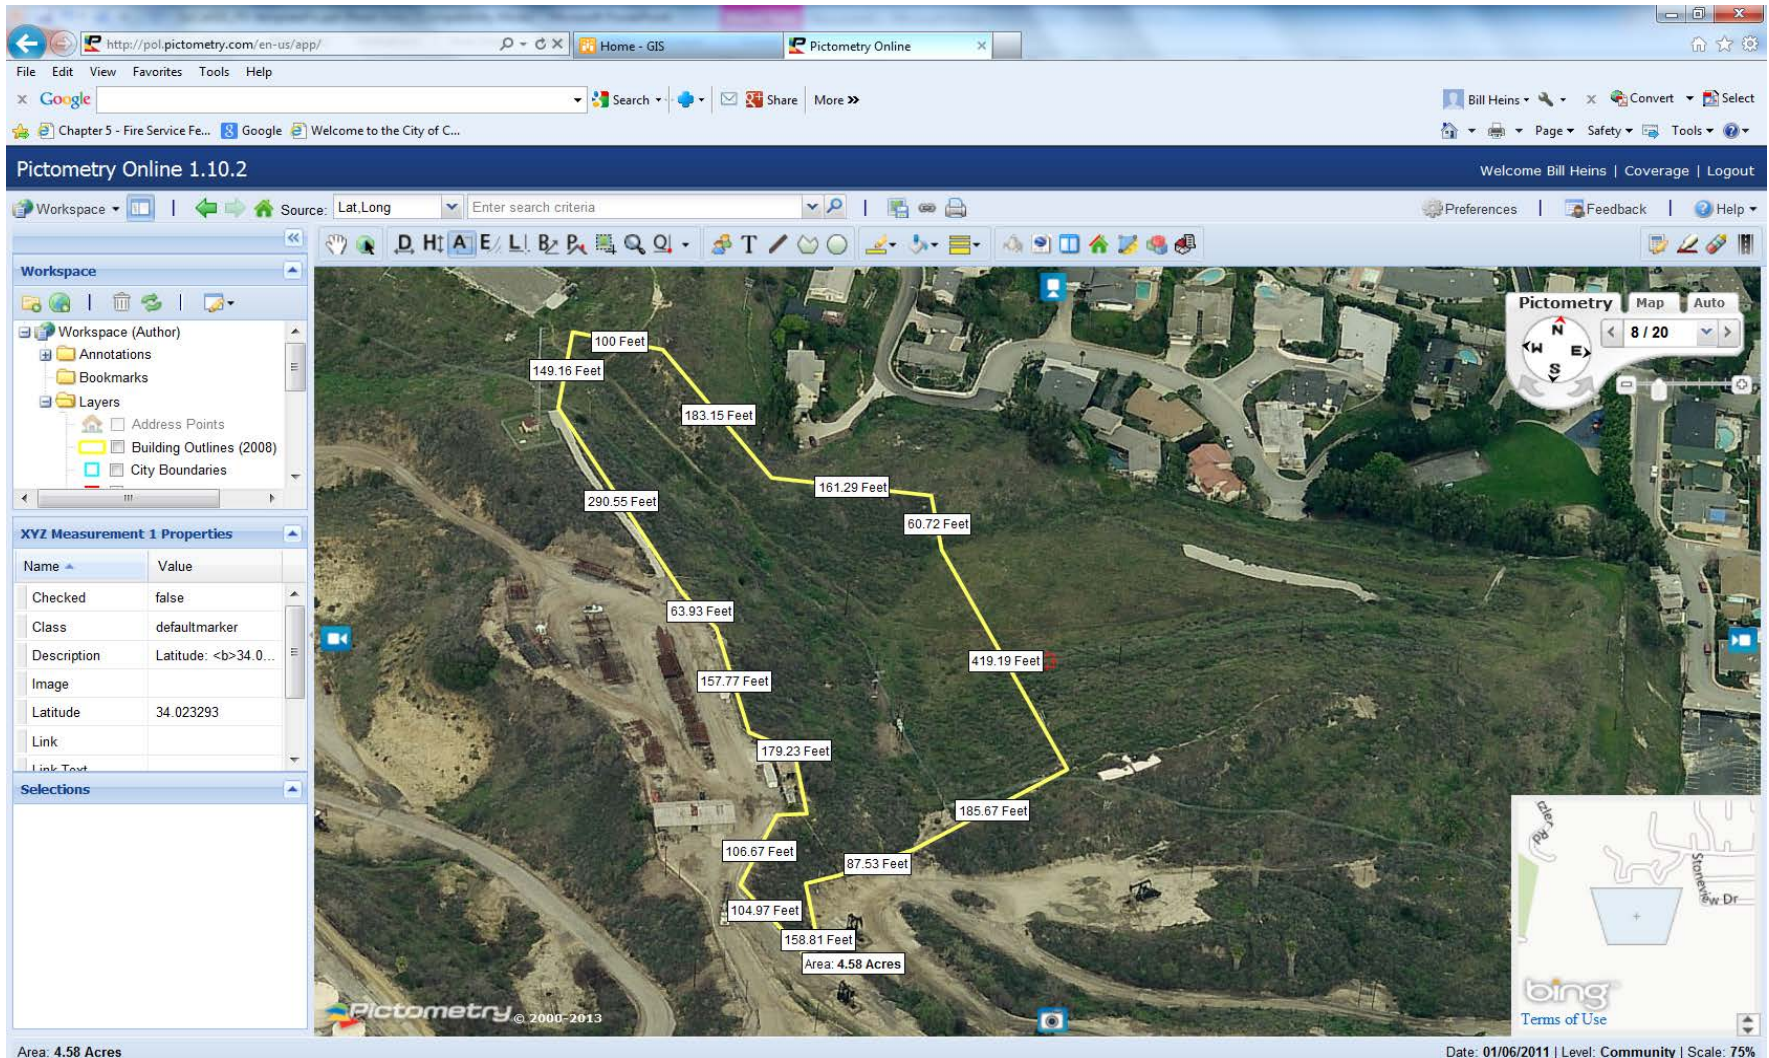 http://pol.pictometry.com/en-us/app/
Home - GIS
Pictometry Online
File Edit View Favorites Tools Help
Google
Search
Share
More »
Bill Heins
Convert
Select
Chapter 5 - Fire Service Fe...
Google
Welcome to the City of C...
Page
Safety
Tools
Pictometry Online 1.10.2
Welcome Bill Heins | Coverage | Logout
Workspace
Source:
Lat,Long
Enter search criteria
Preferences
Feedback
Help
Workspace
Workspace (Author)
Annotations
Bookmarks
Layers
Address Points
Building Outlines (2008)
City Boundaries
XYZ Measurement 1 Properties
Name
Value
Checked false
Class defaultmarker
Description Latitude: <b>34.0...
Image
Latitude 34.023293
Link
Link Text
Selections
Pictometry
Map
Auto
N
W
E
S
8 / 20
100 Feet
149.16 Feet
183.15 Feet
161.29 Feet
290.55 Feet
60.72 Feet
63.93 Feet
419.19 Feet
157.77 Feet
179.23 Feet
185.67 Feet
106.67 Feet
87.53 Feet
104.97 Feet
158.81 Feet
Area: 4.58 Acres
Stoneview Dr
Rd
bing
Terms of Use
Pictometry © 2000-2013
Area: 4.58 Acres
Date: 01/06/2011 | Level: Community | Scale: 75%